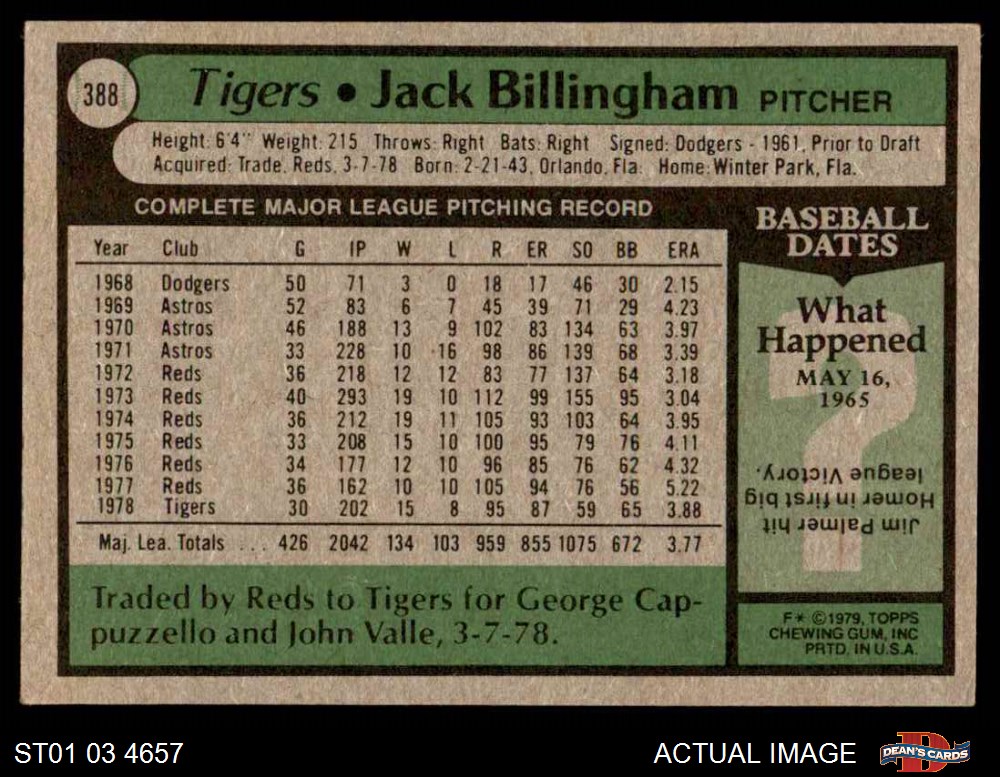 388
Tigers • Jack Billingham PITCHER
Height: 6'4" Weight: 215 Throws: Right Bats: Right Signed: Dodgers - 1961, Prior to Draft
Acquired: Trade, Reds, 3-7-78 Born: 2-21-43, Orlando, Fla. Home: Winter Park, Fla.
COMPLETE MAJOR LEAGUE PITCHING RECORD
Year Club G IP W L R ER SO BB ERA
1968 Dodgers 50 71 3 0 18 17 46 30 2.15
1969 Astros 52 83 6 7 45 39 71 29 4.23
1970 Astros 46 188 13 9 102 83 134 63 3.97
1971 Astros 33 228 10 16 98 86 139 68 3.39
1972 Reds 36 218 12 12 83 77 137 64 3.18
1973 Reds 40 293 19 10 112 99 155 95 3.04
1974 Reds 36 212 19 11 105 93 103 64 3.95
1975 Reds 33 208 15 10 100 95 79 76 4.11
1976 Reds 34 177 12 10 96 85 76 62 4.32
1977 Reds 36 162 10 10 105 94 76 56 5.22
1978 Tigers 30 202 15 8 95 87 59 65 3.88
Maj. Lea. Totals ... 426 2042 134 103 959 855 1075 672 3.77
Traded by Reds to Tigers for George Cap-
puzzello and John Valle, 3-7-78.
BASEBALL
DATES
What
Happened
MAY 16,
1965
?
Jim Palmer hit
Homer in first big
league Victory.
F* ©1979, TOPPS
CHEWING GUM, INC
PRTD. IN U.S.A.
ST01 03 4657
ACTUAL IMAGE
D
DEAN'S CARDS